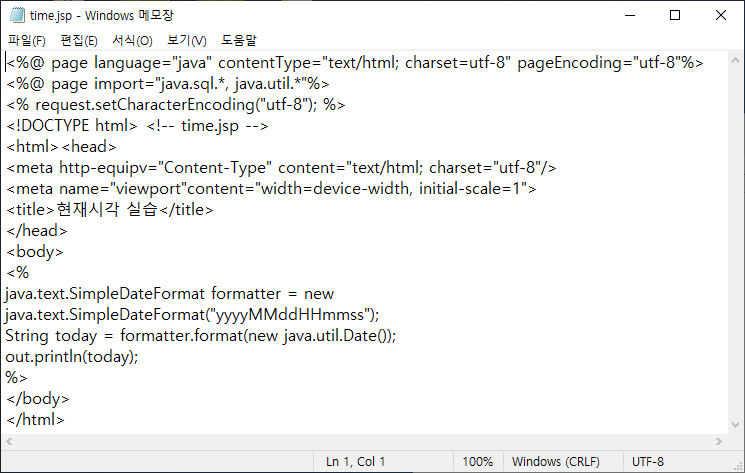 time.jsp - Windows 메모장
파일(F) 편집(E) 서식(O) 보기(V) 도움말
<%@ page language="java" contentType="text/html; charset=utf-8" pageEncoding="utf-8"%>
<%@ page import="java.sql.*, java.util.*"%>
<% request.setCharacterEncoding("utf-8"); %>
<!DOCTYPE html> <!-- time.jsp -->
<html><head>
<meta http-equipv="Content-Type" content="text/html; charset="utf-8"/>
<meta name="viewport"content="width=device-width, initial-scale=1">
<title>현재시각 실습</title>
</head>
<body>
<%
java.text.SimpleDateFormat formatter = new
java.text.SimpleDateFormat("yyyyMMddHHmmss");
String today = formatter.format(new java.util.Date());
out.println(today);
%>
</body>
</html>
Ln 1, Col 1 100% Windows (CRLF) UTF-8